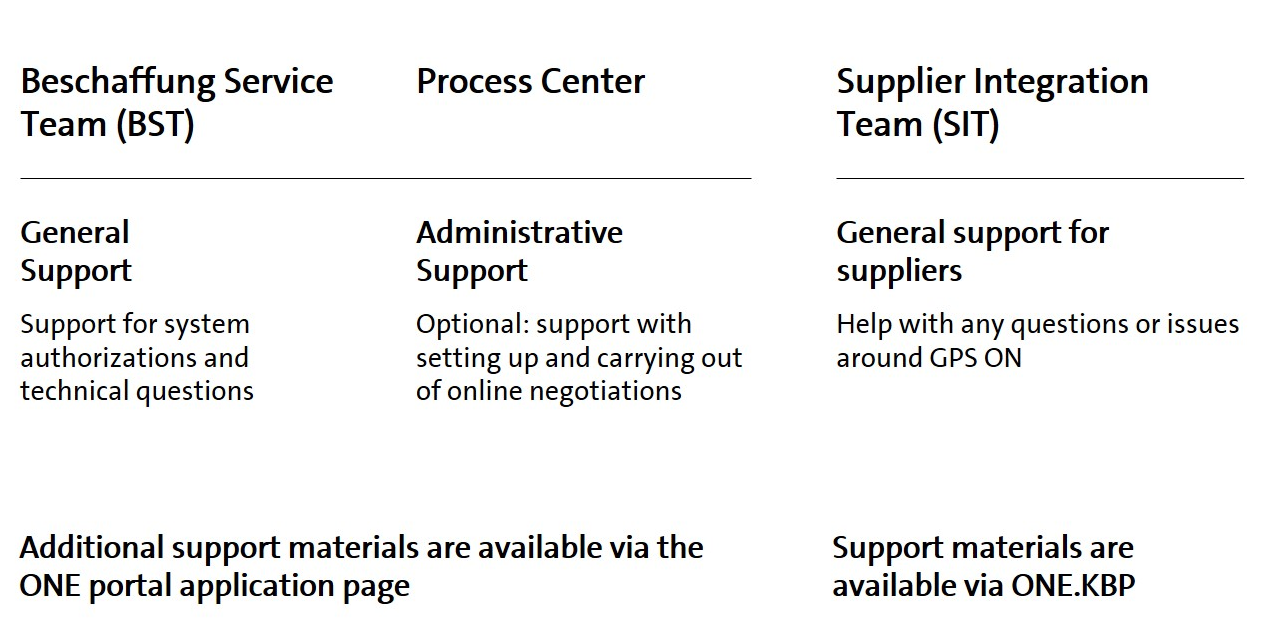 Beschaffung Service
Team (BST)
Process Center
Supplier Integration
Team (SIT)
General
Support
Support for system
authorizations and
technical questions
Administrative
Support
Optional: support with
setting up and carrying out
of online negotiations
General support for
suppliers
Help with any questions or issues
around GPS ON
Additional support materials are available via the
ONE portal application page
Support materials are
available via ONE.KBP